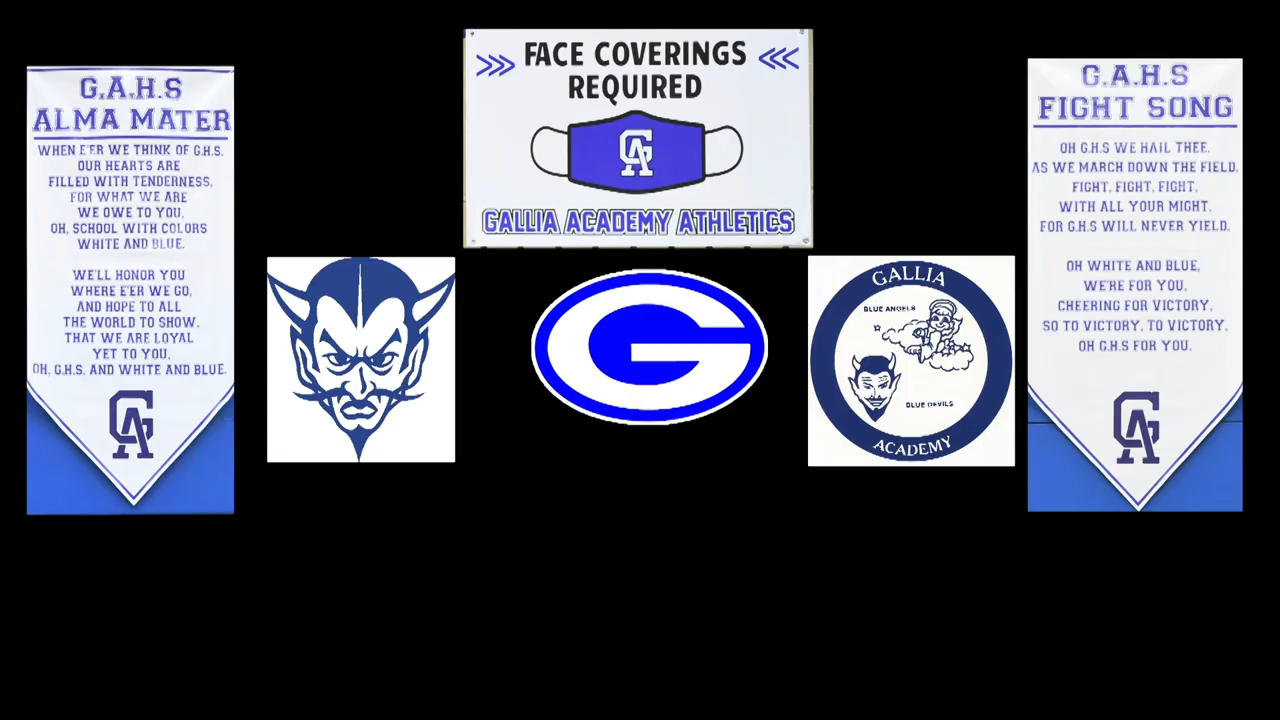 G.A.H.S
ALMA MATER
WHEN E'ER WE THINK OF G.H.S.
OUR HEARTS ARE
FILLED WITH TENDERNESS,
FOR WHAT WE ARE
WE OWE TO YOU,
OH, SCHOOL WITH COLORS
WHITE AND BLUE.
WE'LL HONOR YOU
WHERE E'ER WE GO,
AND HOPE TO ALL
THE WORLD TO SHOW,
THAT WE ARE LOYAL
YET TO YOU,
OH, G.H.S. AND WHITE AND BLUE.
GA
FACE COVERINGS
REQUIRED
GA
GALLIA ACADEMY ATHLETICS
G
GALLIA
BLUE ANGELS
BLUE DEVILS
ACADEMY
G.A.H.S
FIGHT SONG
OH G.H.S WE HAIL THEE,
AS WE MARCH DOWN THE FIELD,
FIGHT, FIGHT, FIGHT,
WITH ALL YOUR MIGHT,
FOR G.H.S WILL NEVER YIELD.
OH WHITE AND BLUE,
WE'RE FOR YOU,
CHEERING FOR VICTORY,
SO TO VICTORY, TO VICTORY,
OH G.H.S FOR YOU.
GA